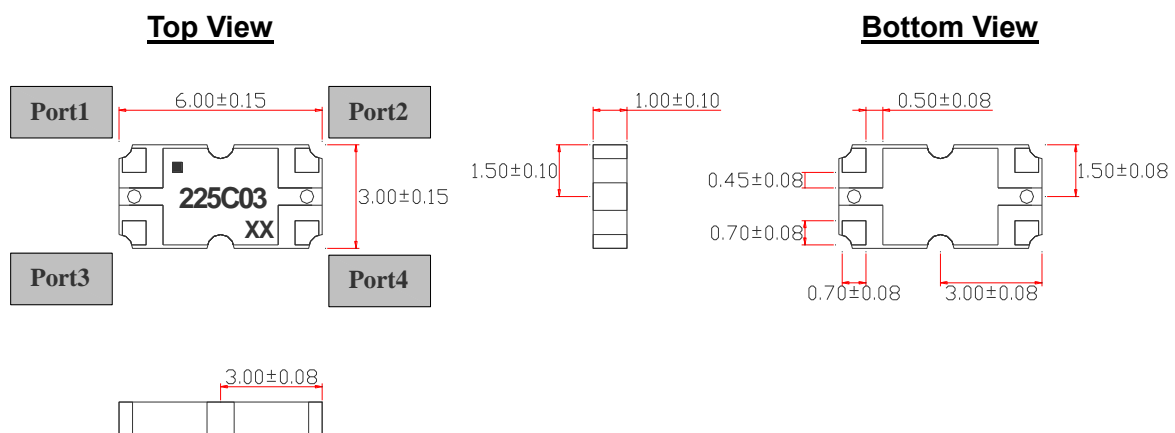 Top View
Bottom View
Port1
6.00±0.15
Port2
1.00±0.10
0.50±0.08
1.50±0.10
1.50±0.08
0.45±0.08
225C03
3.00±0.15
XX
0.70±0.08
Port3
Port4
0.70±0.08
3.00±0.08
3.00±0.08